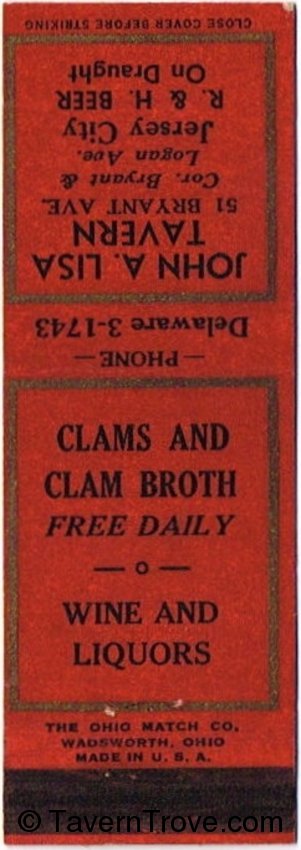 CLOSE COVER BEFORE STRIKING
JOHN A. LISA
TAVERN
51 BRYANT AVE.
Cor. Bryant &
Logan Ave.
Jersey City
R. & H. BEER
On Draught
— PHONE —
Delaware 3-1743
CLAMS AND
CLAM BROTH
FREE DAILY
— o —
WINE AND
LIQUORS
THE OHIO MATCH CO.
WADSWORTH, OHIO
MADE IN U. S. A.
© TavernTrove.com